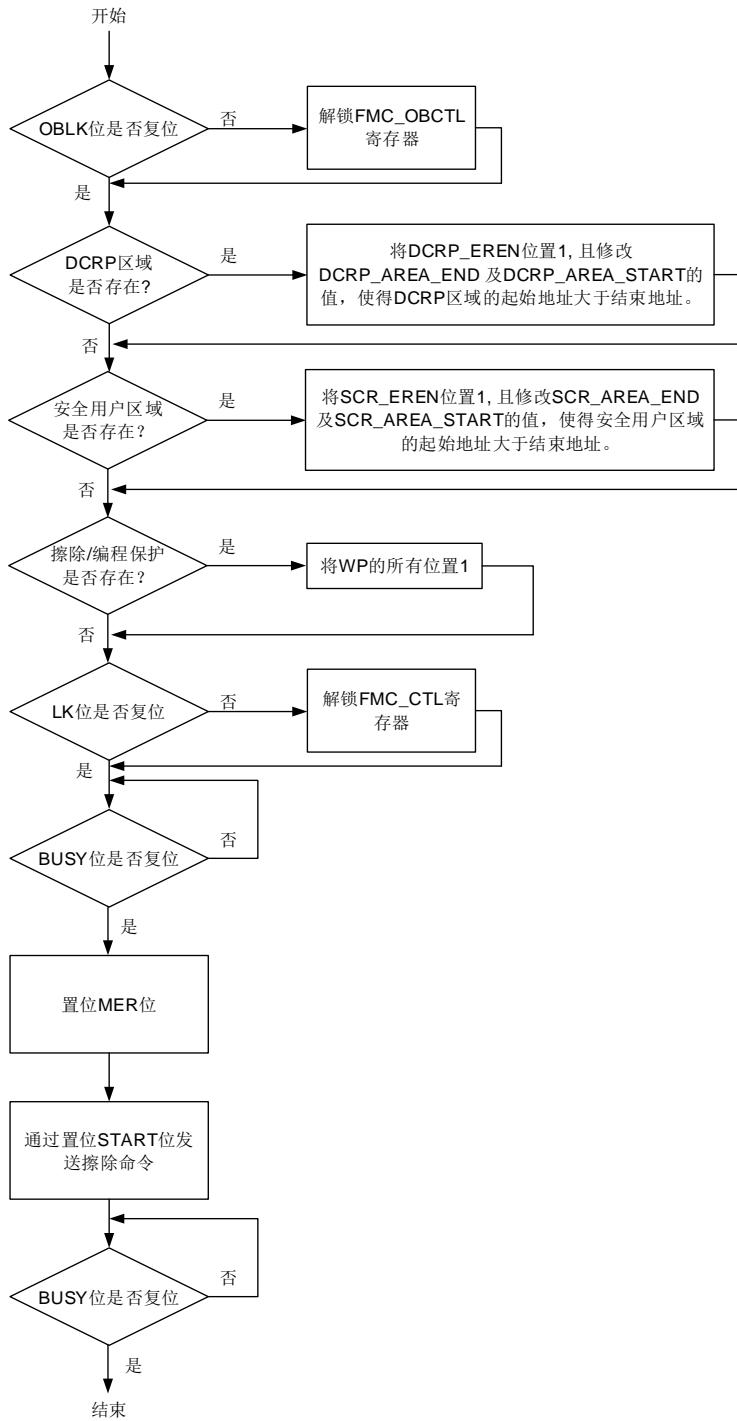 开始
OBLK位是否复位
否
解锁FMC_OBCTL
寄存器
是
DCRP区域
是否存在?
是
将DCRP_EREN位置1, 且修改
DCRP_AREA_END 及DCRP_AREA_START的
值，使得DCRP区域的起始地址大于结束地址。
否
安全用户区域
是否存在？
是
将SCR_EREN位置1, 且修改SCR_AREA_END
及SCR_AREA_START的值，使得安全用户区域
的起始地址大于结束地址。
否
擦除/编程保护
是否存在？
是
将WP的所有位置1
否
LK位是否复位
否
解锁FMC_CTL寄
存器
是
BUSY位是否复位
否
是
置位MER位
通过置位START位发
送擦除命令
BUSY位是否复位
否
是
结束